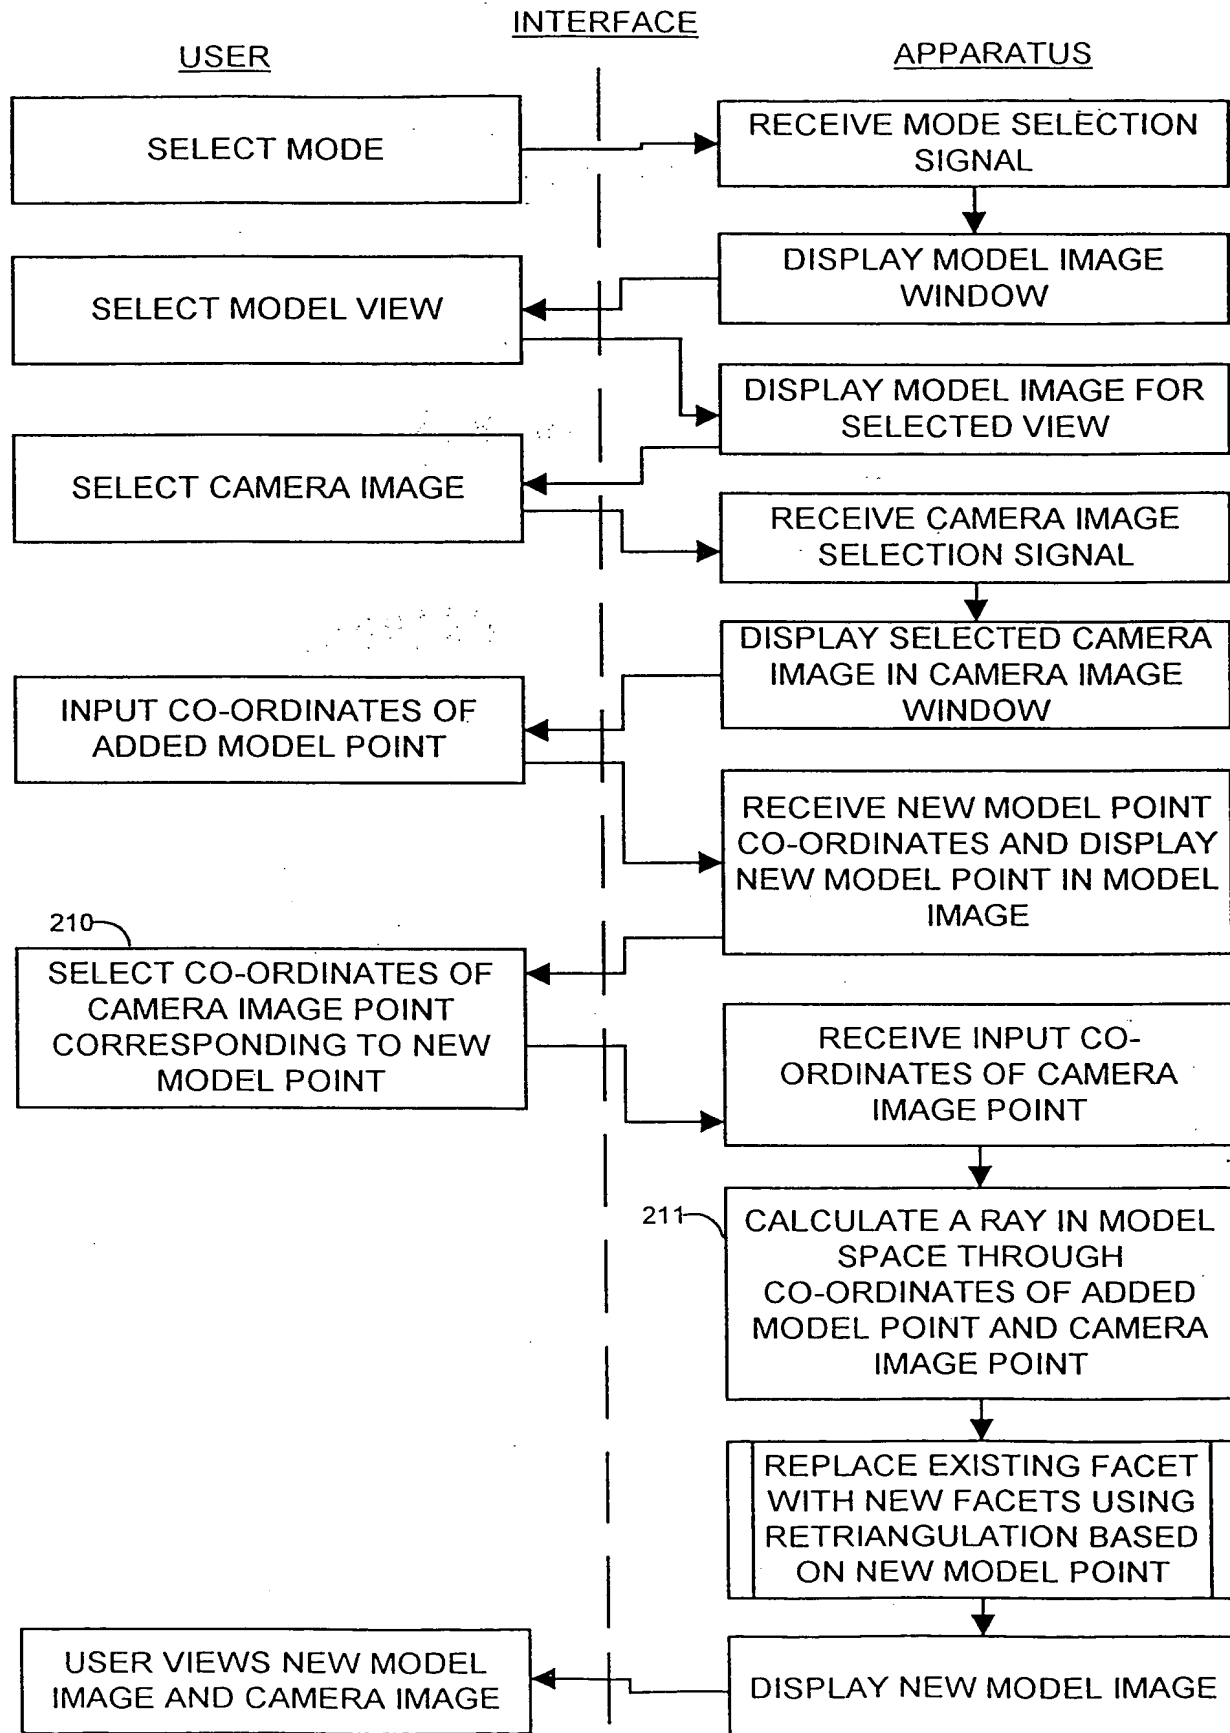 INTERFACE
USER
APPARATUS
SELECT MODE
RECEIVE MODE SELECTION
SIGNAL
DISPLAY MODEL IMAGE
WINDOW
SELECT MODEL VIEW
DISPLAY MODEL IMAGE FOR
SELECTED VIEW
SELECT CAMERA IMAGE
RECEIVE CAMERA IMAGE
SELECTION SIGNAL
DISPLAY SELECTED CAMERA
IMAGE IN CAMERA IMAGE
WINDOW
INPUT CO-ORDINATES OF
ADDED MODEL POINT
RECEIVE NEW MODEL POINT
CO-ORDINATES AND DISPLAY
NEW MODEL POINT IN MODEL
IMAGE
210
SELECT CO-ORDINATES OF
CAMERA IMAGE POINT
CORRESPONDING TO NEW
MODEL POINT
RECEIVE INPUT CO-
ORDINATES OF CAMERA
IMAGE POINT
211
CALCULATE A RAY IN MODEL
SPACE THROUGH
CO-ORDINATES OF ADDED
MODEL POINT AND CAMERA
IMAGE POINT
REPLACE EXISTING FACET
WITH NEW FACETS USING
RETRIANGULATION BASED
ON NEW MODEL POINT
USER VIEWS NEW MODEL
IMAGE AND CAMERA IMAGE
DISPLAY NEW MODEL IMAGE